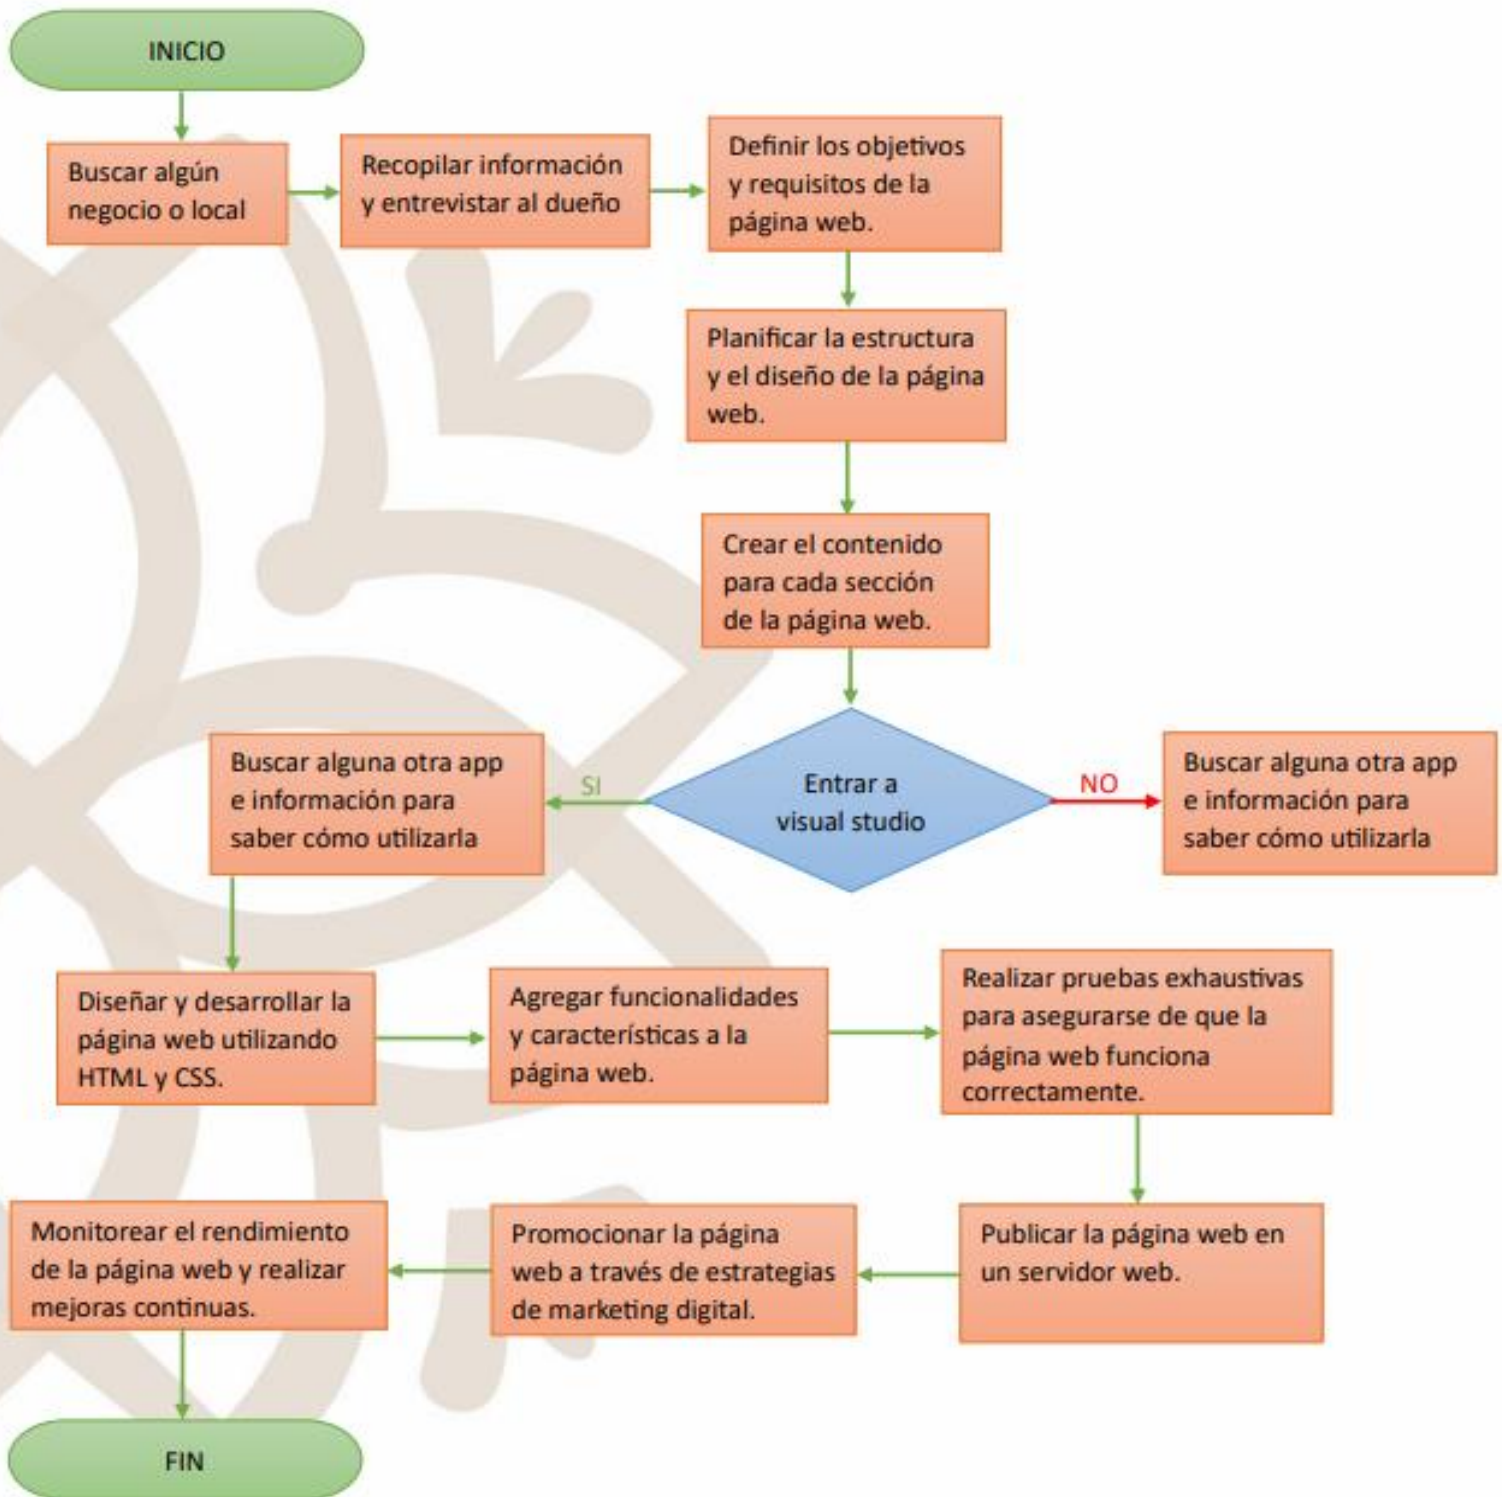 INICIO
Buscar algún
negocio o local
Recopilar información
y entrevistar al dueño
Definir los objetivos
y requisitos de la
página web.
Planificar la estructura
y el diseño de la página
web.
Crear el contenido
para cada sección
de la página web.
Entrar a
visual studio
SI
Buscar alguna otra app
e información para
saber cómo utilizarla
NO
Buscar alguna otra app
e información para
saber cómo utilizarla
Diseñar y desarrollar la
página web utilizando
HTML y CSS.
Agregar funcionalidades
y características a la
página web.
Realizar pruebas exhaustivas
para asegurarse de que la
página web funciona
correctamente.
Publicar la página web en
un servidor web.
Promocionar la página
web a través de estrategias
de marketing digital.
Monitorear el rendimiento
de la página web y realizar
mejoras continuas.
FIN